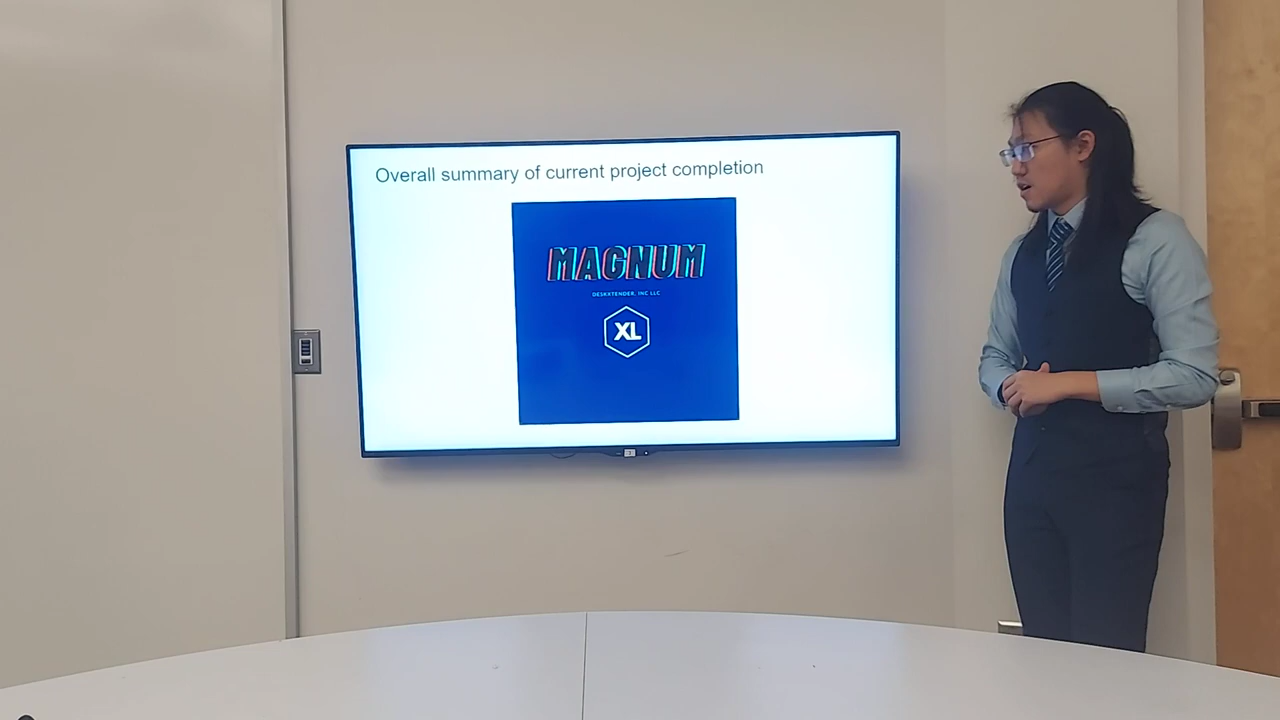 Overall summary of current project completion
MAGNUM
DESKXTENDER, INC LLC
XL